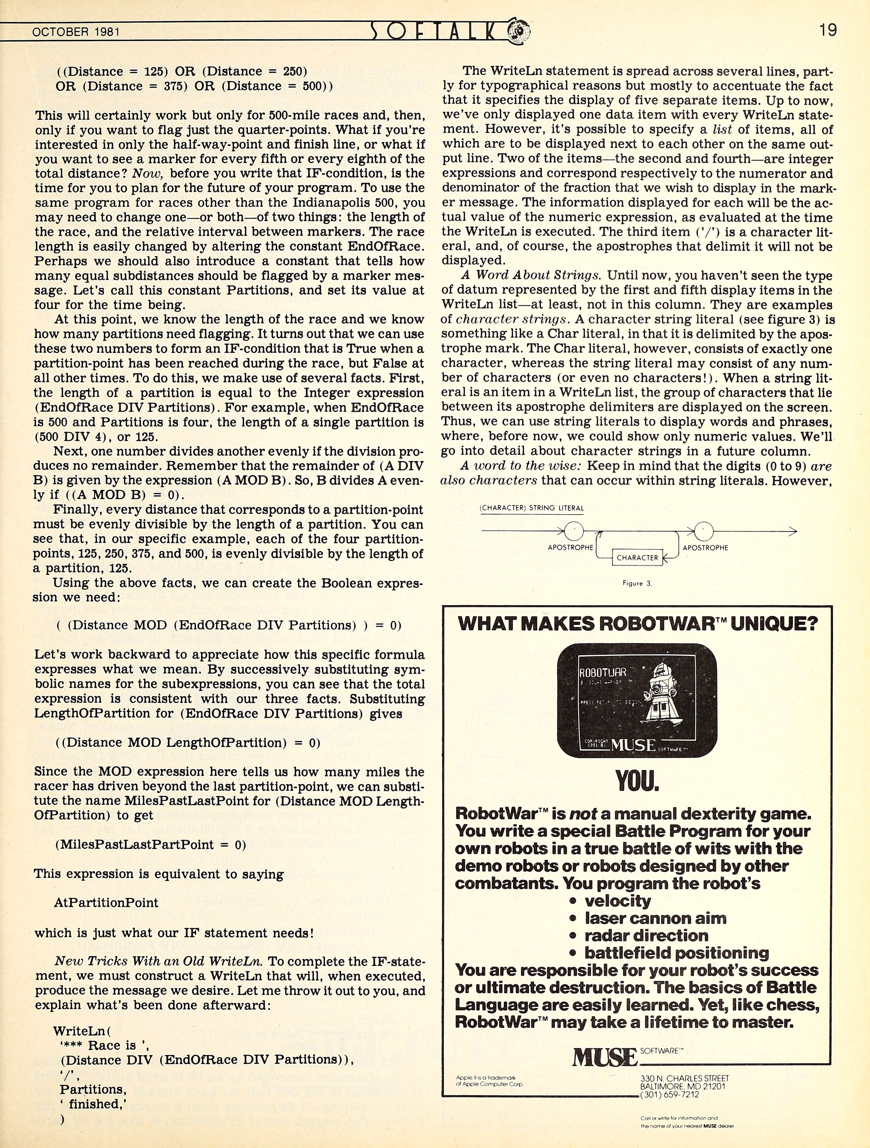 OCTOBER 1981
SOFTALK
19
((Distance = 125) OR (Distance = 250)
OR (Distance = 375) OR (Distance = 500))
This will certainly work but only for 500-mile races and, then,
only if you want to flag just the quarter-points. What if you're
interested in only the half-way-point and finish line, or what if
you want to see a marker for every fifth or every eighth of the
total distance? Now, before you write that IF-condition, is the
time for you to plan for the future of your program. To use the
same program for races other than the Indianapolis 500, you
may need to change one—or both—of two things: the length of
the race, and the relative interval between markers. The race
length is easily changed by altering the constant EndOfRace.
Perhaps we should also introduce a constant that tells how
many equal subdistances should be flagged by a marker mes-
sage. Let's call this constant Partitions, and set its value at
four for the time being.
At this point, we know the length of the race and we know
how many partitions need flagging. It turns out that we can use
these two numbers to form an IF-condition that is True when a
partition-point has been reached during the race, but False at
all other times. To do this, we make use of several facts. First,
the length of a partition is equal to the Integer expression
(EndOfRace DIV Partitions). For example, when EndOfRace
is 500 and Partitions is four, the length of a single partition is
(500 DIV 4), or 125.
Next, one number divides another evenly if the division pro-
duces no remainder. Remember that the remainder of (A DIV
B) is given by the expression (A MOD B). So, B divides A even-
ly if ((A MOD B) = 0).
Finally, every distance that corresponds to a partition-point
must be evenly divisible by the length of a partition. You can
see that, in our specific example, each of the four partition-
points, 125, 250, 375, and 500, is evenly divisible by the length of
a partition, 125.
Using the above facts, we can create the Boolean expres-
sion we need:
( (Distance MOD (EndOfRace DIV Partitions) ) = 0)
Let's work backward to appreciate how this specific formula
expresses what we mean. By successively substituting sym-
bolic names for the subexpressions, you can see that the total
expression is consistent with our three facts. Substituting
LengthOfPartition for (EndOfRace DIV Partitions) gives
((Distance MOD LengthOfPartition) = 0)
Since the MOD expression here tells us how many miles the
racer has driven beyond the last partition-point, we can substi-
tute the name MilesPastLastPoint for (Distance MOD Length-
OfPartition) to get
(MilesPastLastPartPoint = 0)
This expression is equivalent to saying
AtPartitionPoint
which is just what our IF statement needs!
New Tricks With an Old WriteLn. To complete the IF-state-
ment, we must construct a WriteLn that will, when executed,
produce the message we desire. Let me throw it out to you, and
explain what's been done afterward:
WriteLn(
'*** Race is ',
(Distance DIV (EndOfRace DIV Partitions)),
'/',
Partitions,
' finished,'
)
The WriteLn statement is spread across several lines, part-
ly for typographical reasons but mostly to accentuate the fact
that it specifies the display of five separate items. Up to now,
we've only displayed one data item with every WriteLn state-
ment. However, it's possible to specify a list of items, all of
which are to be displayed next to each other on the same out-
put line. Two of the items—the second and fourth—are integer
expressions and correspond respectively to the numerator and
denominator of the fraction that we wish to display in the mark-
er message. The information displayed for each will be the ac-
tual value of the numeric expression, as evaluated at the time
the WriteLn is executed. The third item ('/') is a character lit-
eral, and, of course, the apostrophes that delimit it will not be
displayed.
A Word About Strings. Until now, you haven't seen the type
of datum represented by the first and fifth display items in the
WriteLn list—at least, not in this column. They are examples
of character strings. A character string literal (see figure 3) is
something like a Char literal, in that it is delimited by the apos-
trophe mark. The Char literal, however, consists of exactly one
character, whereas the string literal may consist of any num-
ber of characters (or even no characters!). When a string lit-
eral is an item in a WriteLn list, the group of characters that lie
between its apostrophe delimiters are displayed on the screen.
Thus, we can use string literals to display words and phrases,
where, before now, we could show only numeric values. We'll
go into detail about character strings in a future column.
A word to the wise: Keep in mind that the digits (0 to 9) are
also characters that can occur within string literals. However,
(CHARACTER) STRING LITERAL
APOSTROPHE
CHARACTER
APOSTROPHE
Figure 3.
WHAT MAKES ROBOTWAR™ UNIQUE?
ROBOTWAR
MUSE SOFTWARE™
YOU.
RobotWar™ is not a manual dexterity game.
You write a special Battle Program for your
own robots in a true battle of wits with the
demo robots or robots designed by other
combatants. You program the robot's
• velocity
• laser cannon aim
• radar direction
• battlefield positioning
You are responsible for your robot's success
or ultimate destruction. The basics of Battle
Language are easily learned. Yet, like chess,
RobotWar™ may take a lifetime to master.
MUSE SOFTWARE™
Apple II is a trademark
of Apple Computer Corp.
330 N. CHARLES STREET
BALTIMORE, MD 21201
(301) 659-7212
Call or write for information and
the name of your nearest MUSE dealer